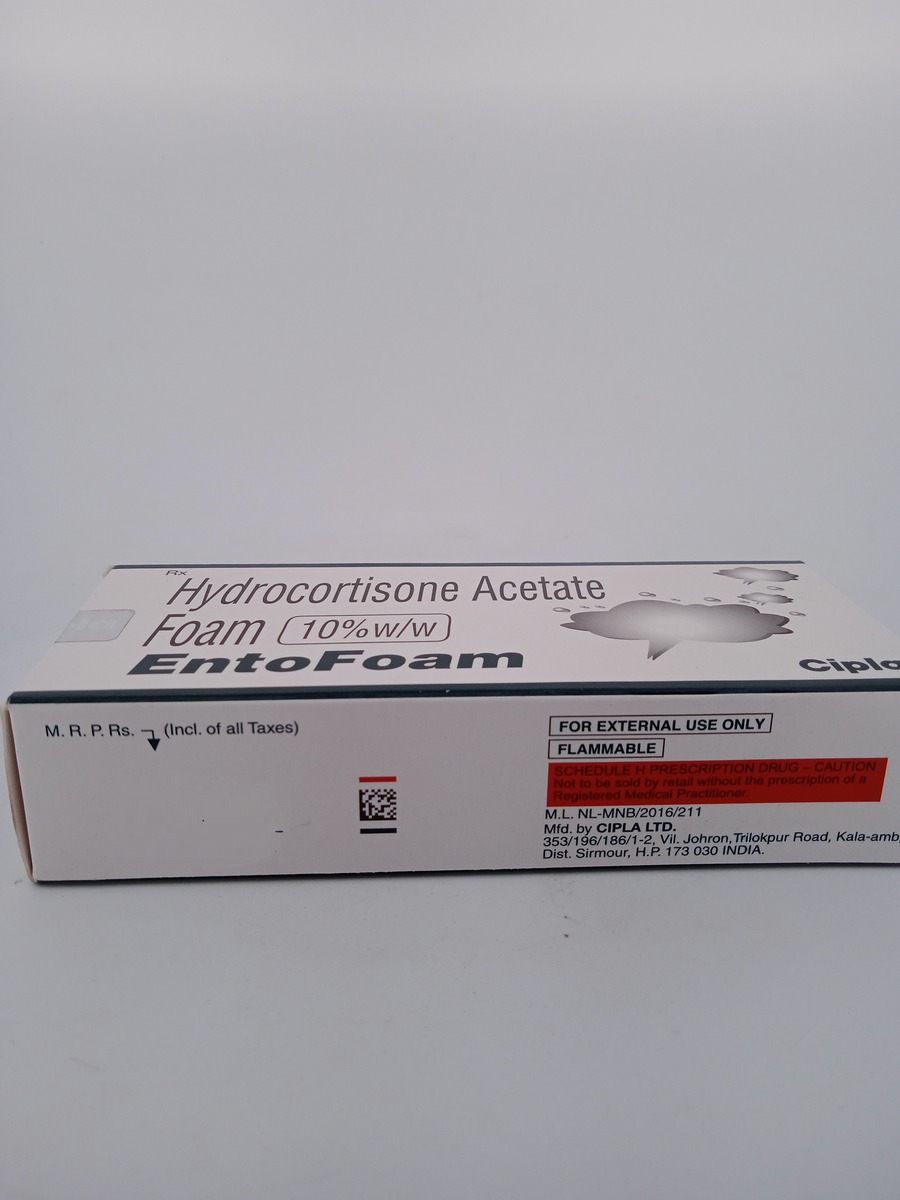 Rx
Hydrocortisone Acetate
Foam 10% w/w
EntoFoam
Cipla
M. R. P. Rs. (Incl. of all Taxes)
FOR EXTERNAL USE ONLY
FLAMMABLE
SCHEDULE H PRESCRIPTION DRUG – CAUTION
Not to be sold by retail without the prescription of a
Registered Medical Practitioner.
M.L. NL-MNB/2016/211
Mfd. by CIPLA LTD.
353/196/186/1-2, Vil. Johron, Trilokpur Road, Kala-amb,
Dist. Sirmour, H.P. 173 030 INDIA.